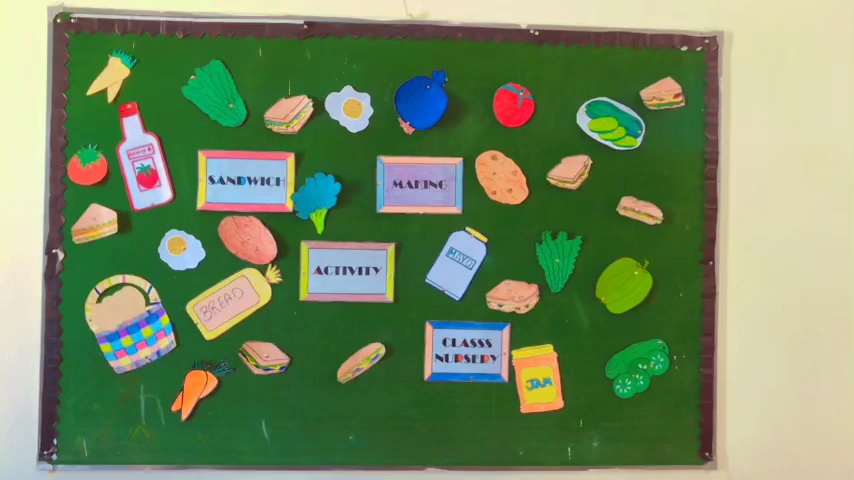 SANDWICH
MAKING
ACTIVITY
MAYO
BREAD
CLASSS
NURSERY
JAM